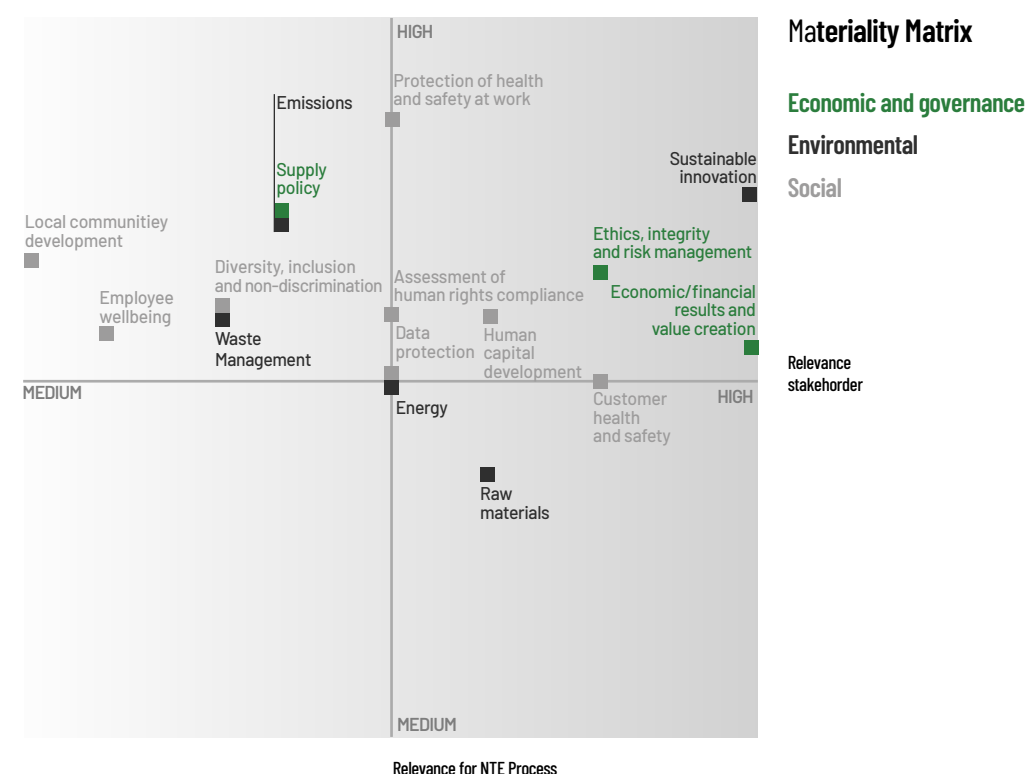 Materiality Matrix
Economic and governance
Environmental
Social
HIGH
Protection of health
and safety at work
Emissions
Supply
policy
Sustainable
innovation
Local communitiey
development
Ethics, integrity
and risk management
Diversity, inclusion
and non-discrimination
Assessment of
human rights compliance
Economic/financial
results and
value creation
Employee
wellbeing
Waste
Management
Data
protection
Human
capital
development
Relevance
stakehorder
MEDIUM
HIGH
Customer
health
and safety
Energy
Raw
materials
MEDIUM
Relevance for NTE Process